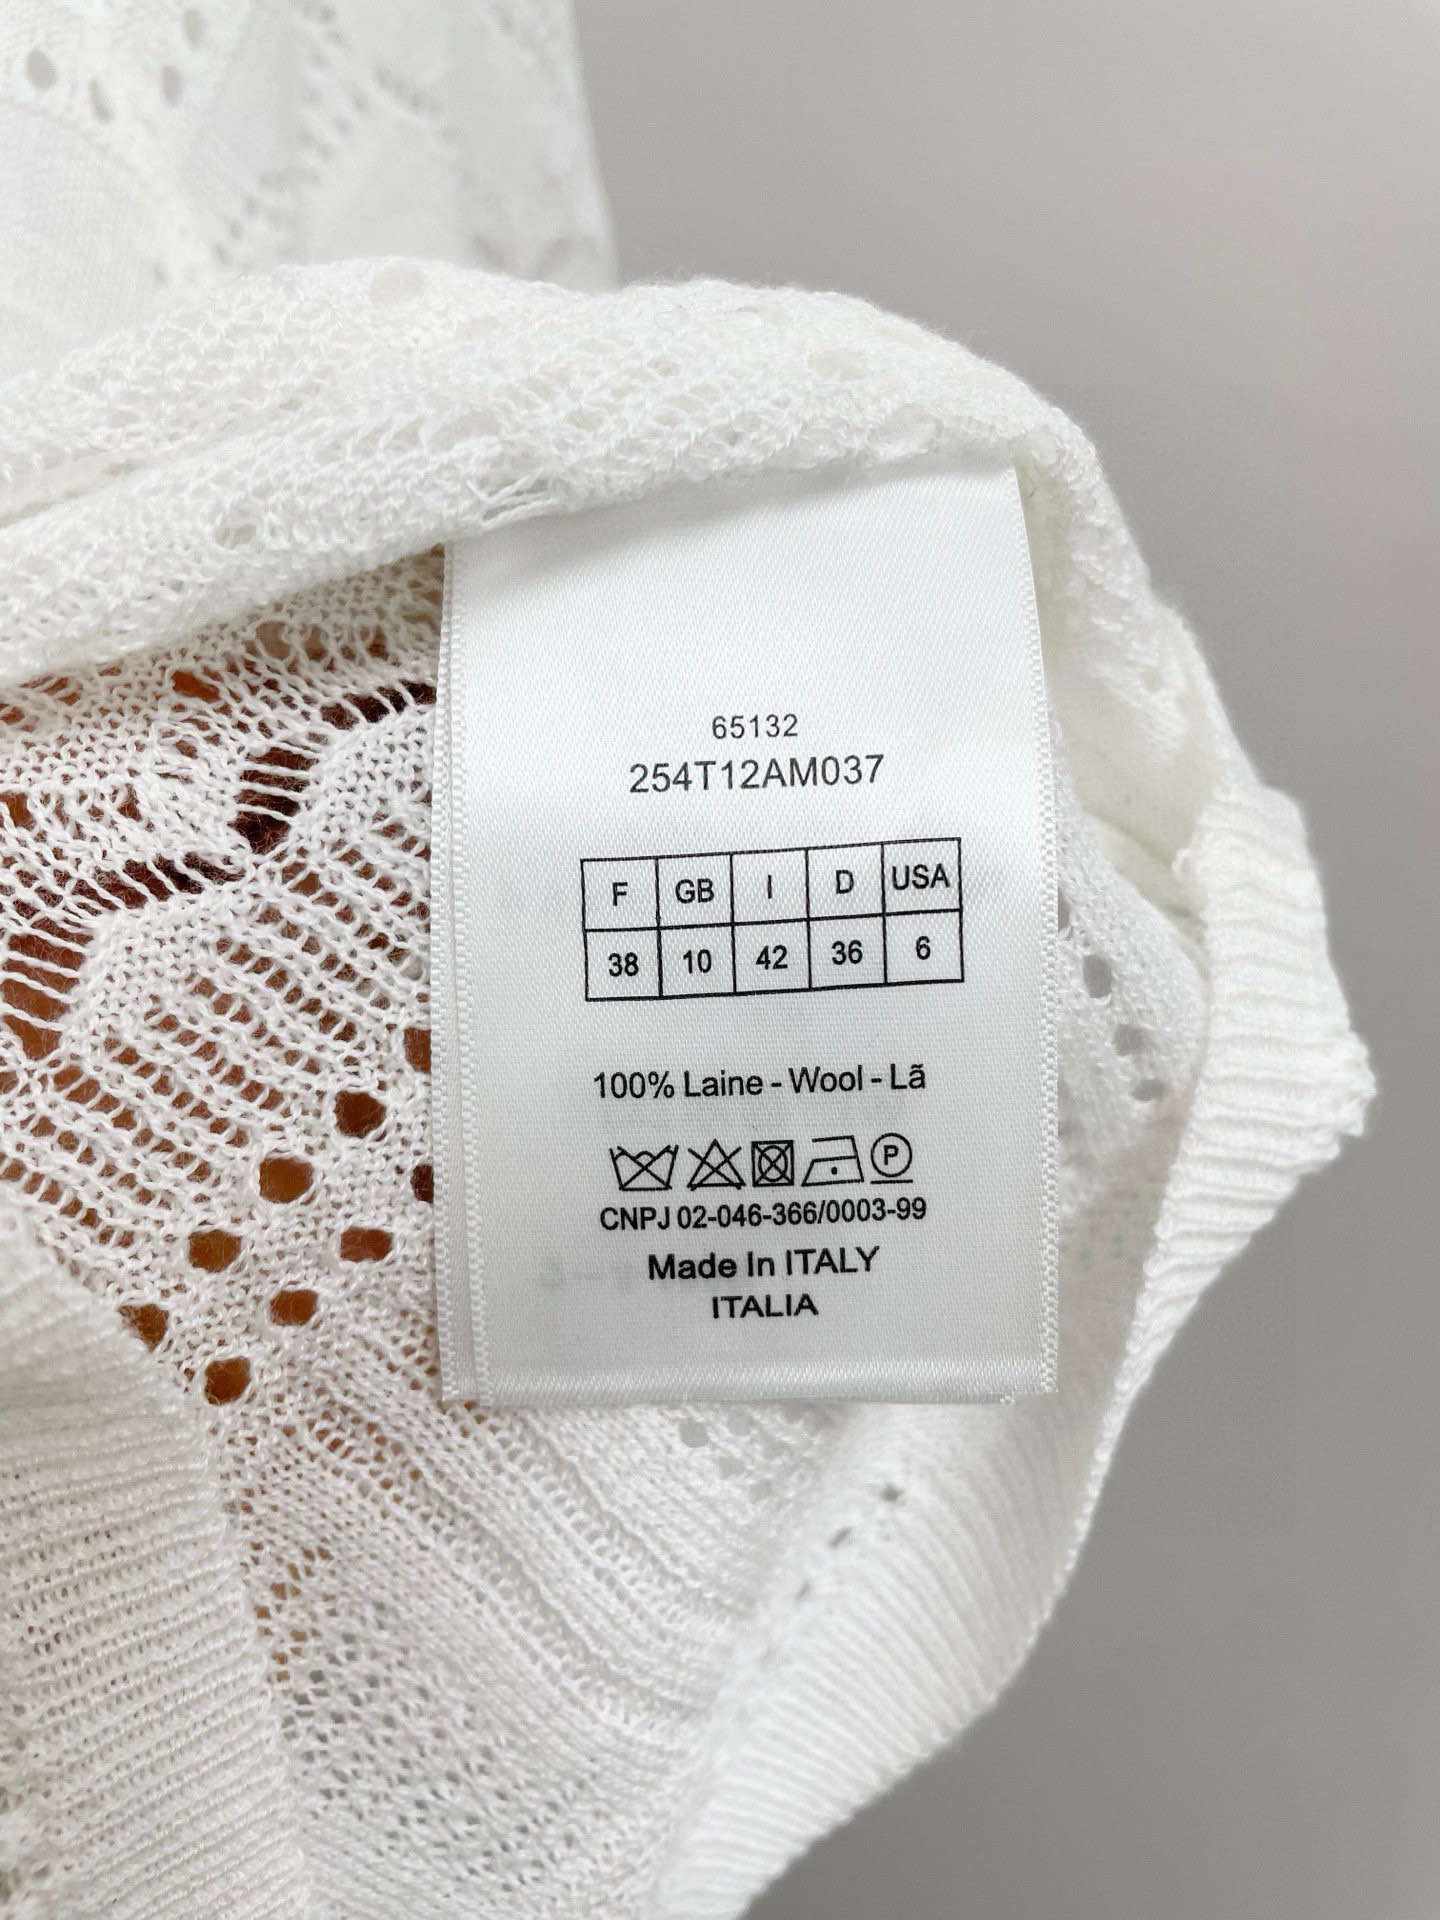 65132
254T12AM037
F GB I D USA
38 10 42 36 6
100% Laine - Wool - Lã
P
CNPJ 02-046-366/0003-99
Made In ITALY
ITALIA